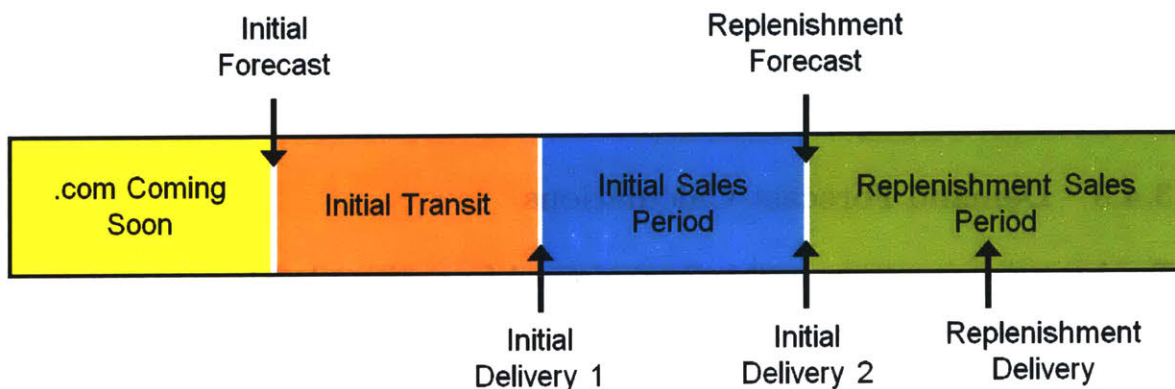 Initial
Forecast
Replenishment
Forecast
.com Coming
Soon
Initial Transit
Initial Sales
Period
Replenishment Sales
Period
Initial
Delivery 1
Initial
Delivery 2
Replenishment
Delivery